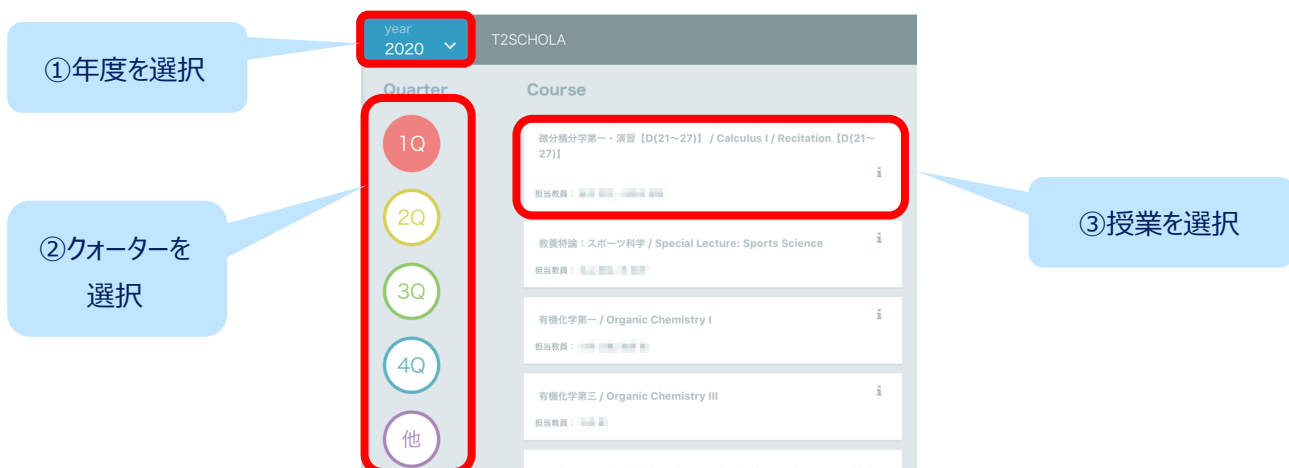 ①年度を選択
year
2020
T2SCHOLA
Quarter
Course
②クォーターを
選択
1Q
2Q
3Q
4Q
他
微分積分学第一・演習【D(21～27)】 / Calculus I / Recitation【D(21～
27)】
担当教員：
教養特論：スポーツ科学 / Special Lecture: Sports Science
担当教員：
有機化学第一 / Organic Chemistry I
担当教員：
有機化学第三 / Organic Chemistry III
担当教員：
③授業を選択